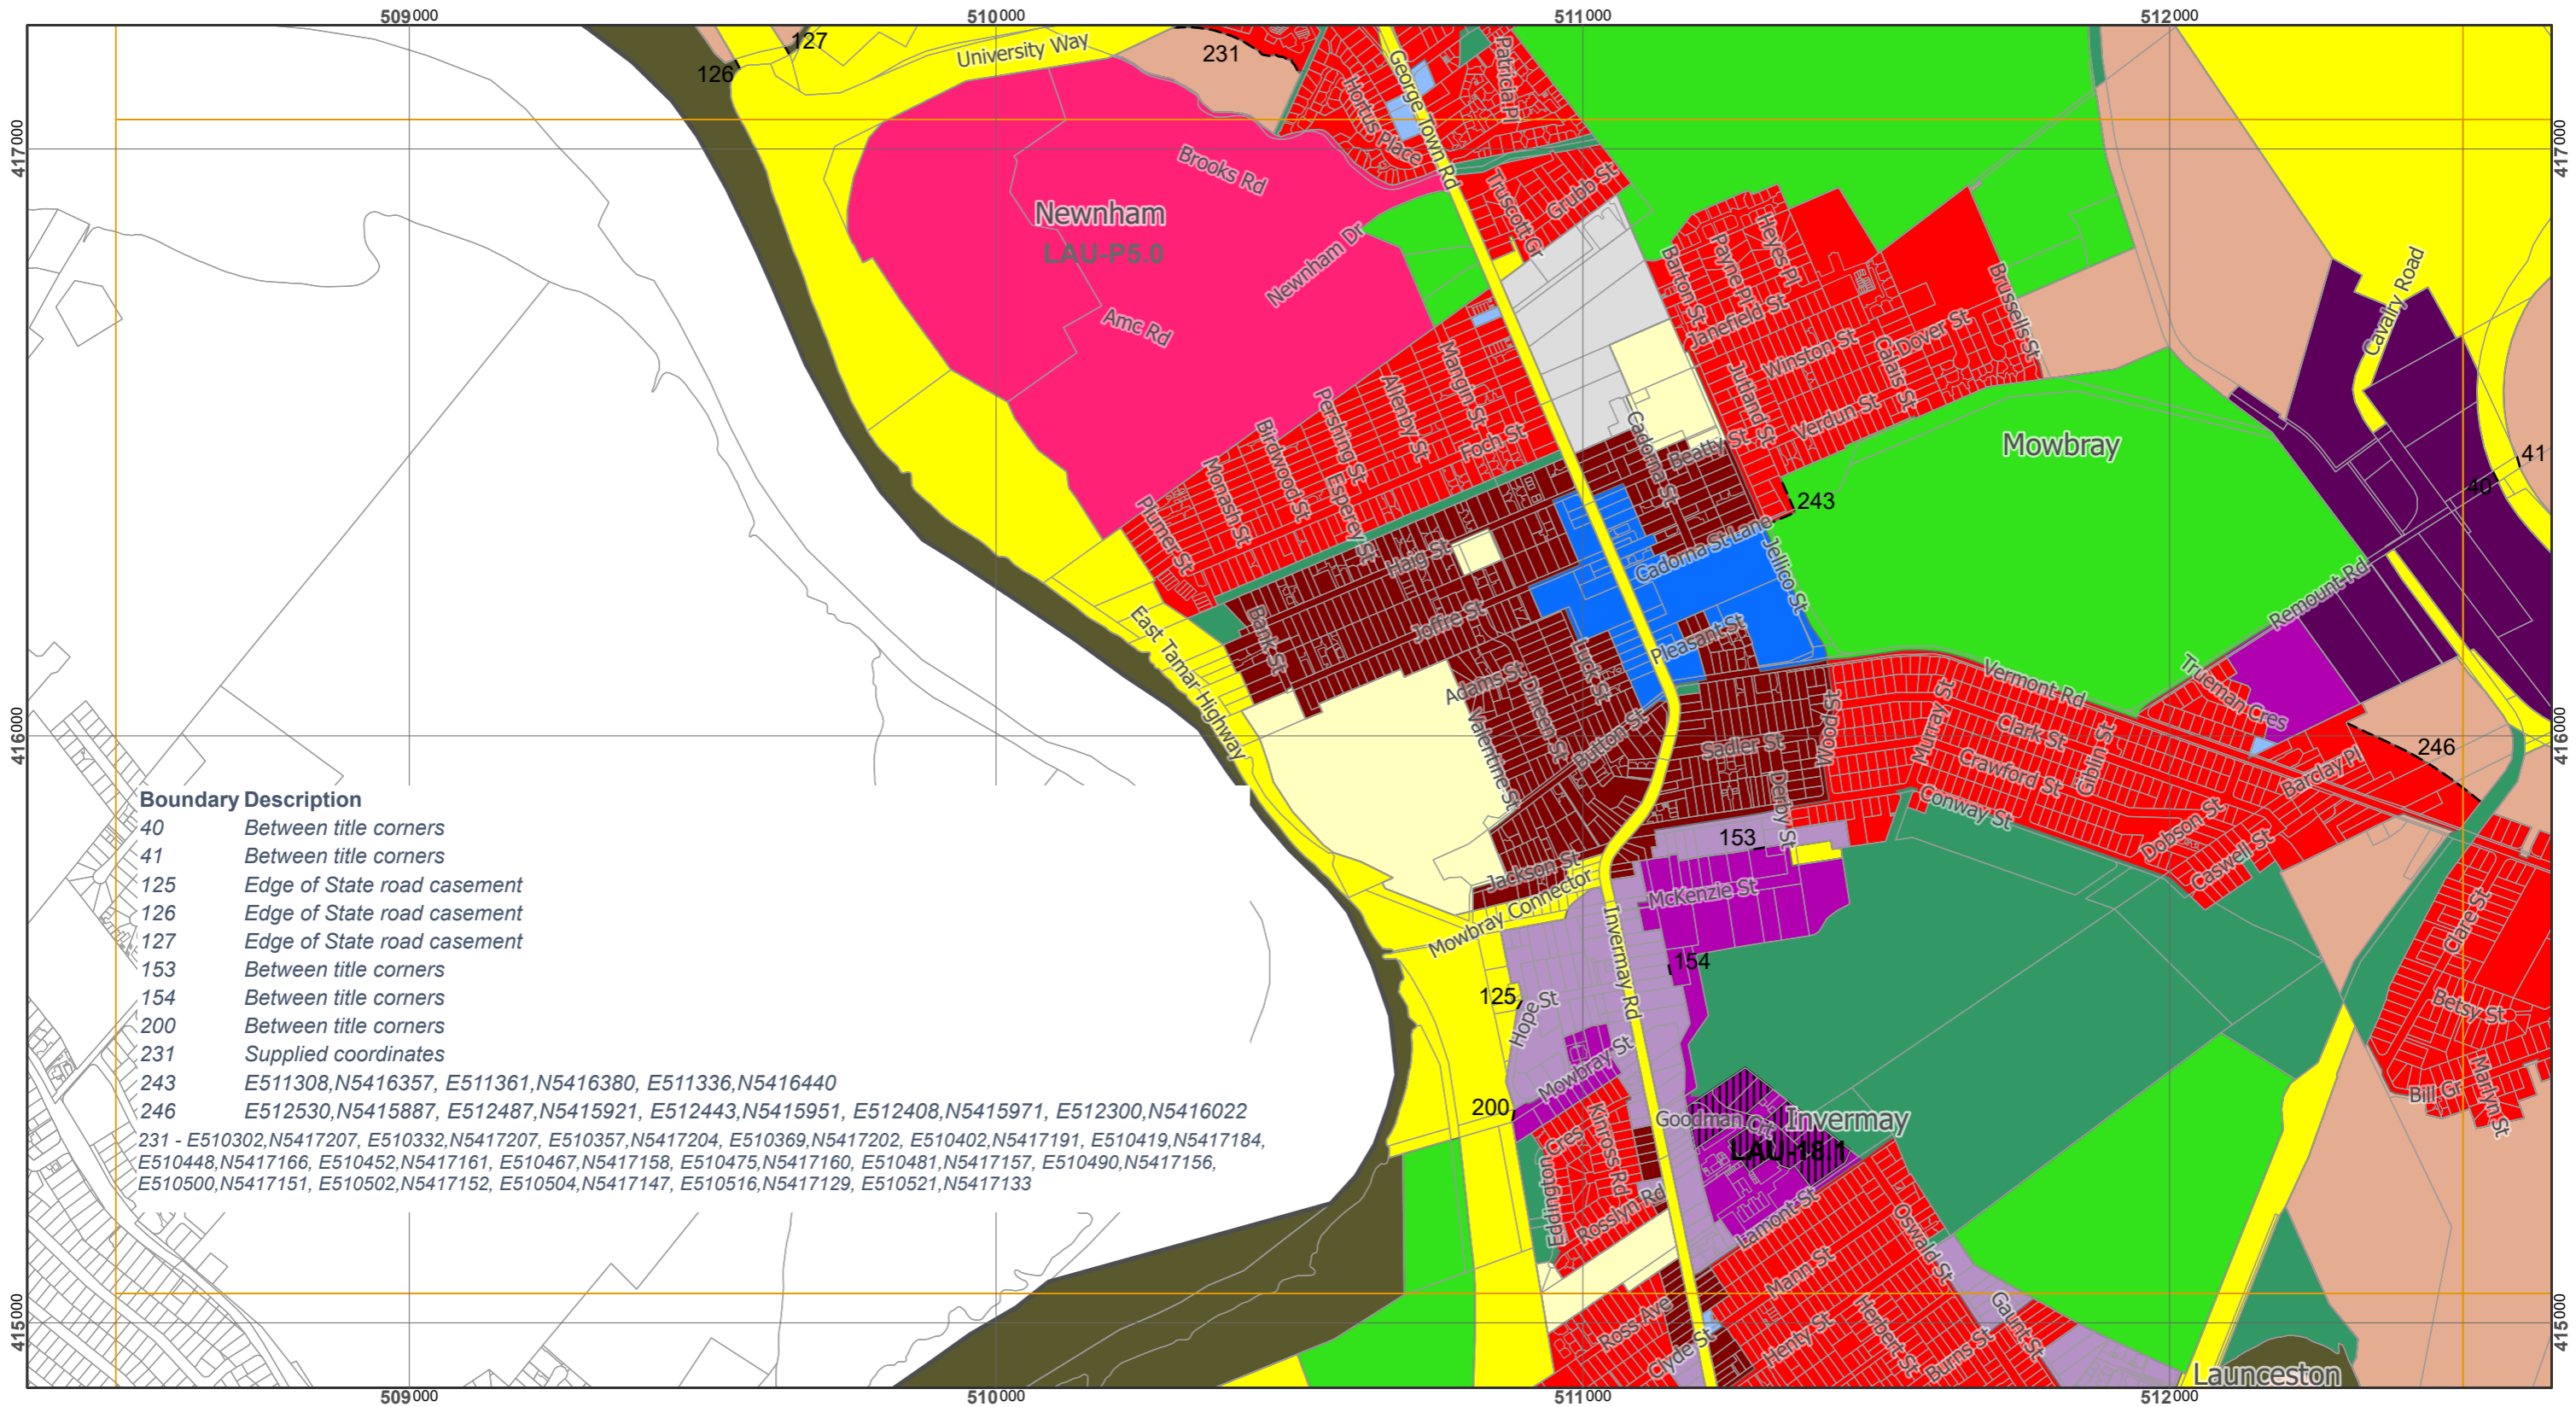 509000 510000 511000 512000
127
126
University Way
231
George Town Rd
Patricia Pl
Hortus Place
417000
417000
Brooks Rd
Newnham
LAU-P5.0
Newnham Dr
Amc Rd
Truscott Gr
Grubb St
Barton St
Payne Pl
Heyes Pl
Janefield St
Brussells St
Dover St
Winston St
Calais St
Jutland St
Verdun St
Cavalry Road
Mowbray
41
40
Mangin St
Allenby St
Pershing St
Foch St
Birdwood St
Monash St
Esperey St
Plumer St
Cadorna St
Beatty St
243
Haig St
Cadorna St Lane
Jellico St
Joffre St
Bank St
East Tamar Highway
Pleasant St
Luck St
Adams St
Dineen St
Valentine St
Button St
Remount Rd
Trueman Cres
Vermont Rd
Clark St
Murray St
Wood St
Sadler St
Giblin St
Crawford St
246
Barclay Pl
416000
416000
Derby St
Conway St
Dobson St
Caswell St
153
Jackson St
Mowbray Connector
McKenzie St
Invermay Rd
154
125
Hope St
Mowbray St
200
Clare St
Betsy St
Bill Gr
Marlyn St
Goodman Crt
Invermay
LAU-18.1
Kinross Rd
Eddington Cres
Rosslyn Rd
Lamont St
Oswald St
Mann St
Ross Ave
Clyde St
Henty St
Herbert St
Burns St
Gaunt St
Launceston
415000
415000
Boundary Description
40 Between title corners
41 Between title corners
125 Edge of State road casement
126 Edge of State road casement
127 Edge of State road casement
153 Between title corners
154 Between title corners
200 Between title corners
231 Supplied coordinates
243 E511308,N5416357, E511361,N5416380, E511336,N5416440
246 E512530,N5415887, E512487,N5415921, E512443,N5415951, E512408,N5415971, E512300,N5416022
231 - E510302,N5417207, E510332,N5417207, E510357,N5417204, E510369,N5417202, E510402,N5417191, E510419,N5417184,
E510448,N5417166, E510452,N5417161, E510467,N5417158, E510475,N5417160, E510481,N5417157, E510490,N5417156,
E510500,N5417151, E510502,N5417152, E510504,N5417147, E510516,N5417129, E510521,N5417133
509000 510000 511000 512000